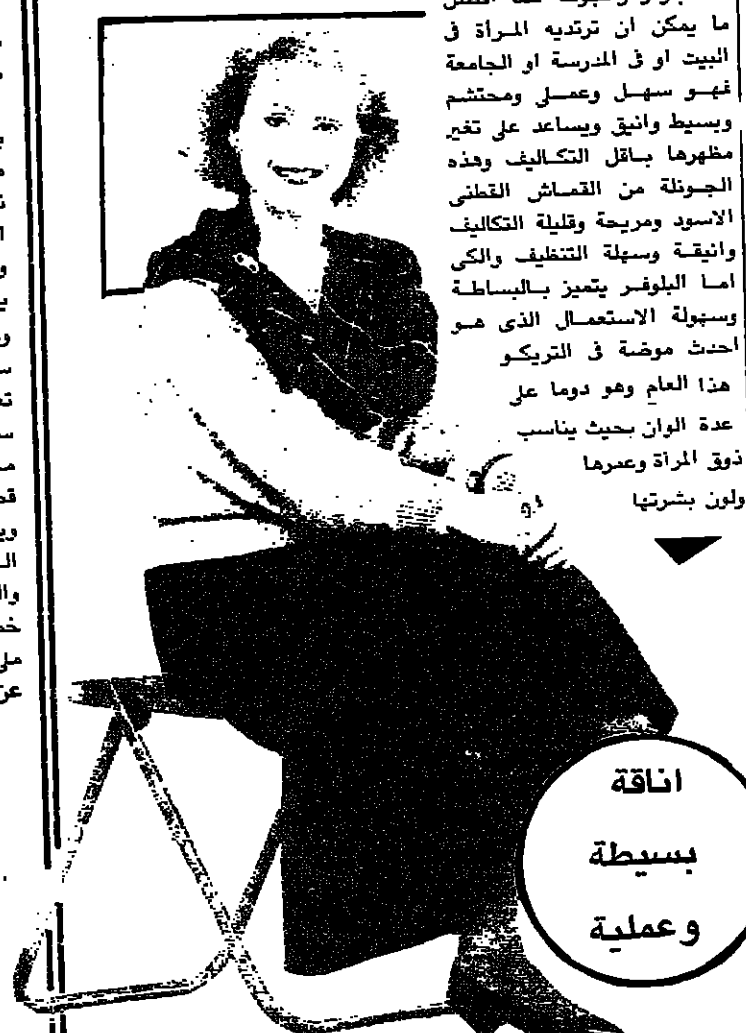 ما يمكن ان ترتديه المرأة فى
البيت او فى المدرسة او الجامعة
فهو سهل وعملى ومحتشم
وبسيط وانيق ويساعد على تغير
مظهرها باقل التكاليف وهذه
الجونلة من القماش القطنى
الاسود ومريحة وقليلة التكاليف
وانيقة وسهلة التنظيف والكى
اما البلوفر يتميز بالبساطة
وسهولة الاستعمال الذى هو
احدث موضة فى التريكو
هذا العام وهو دوما على
عدة الوان بحيث يناسب
ذوق المرأة وعمرها
ولون بشرتها
اناقة
بسيطة
وعملية